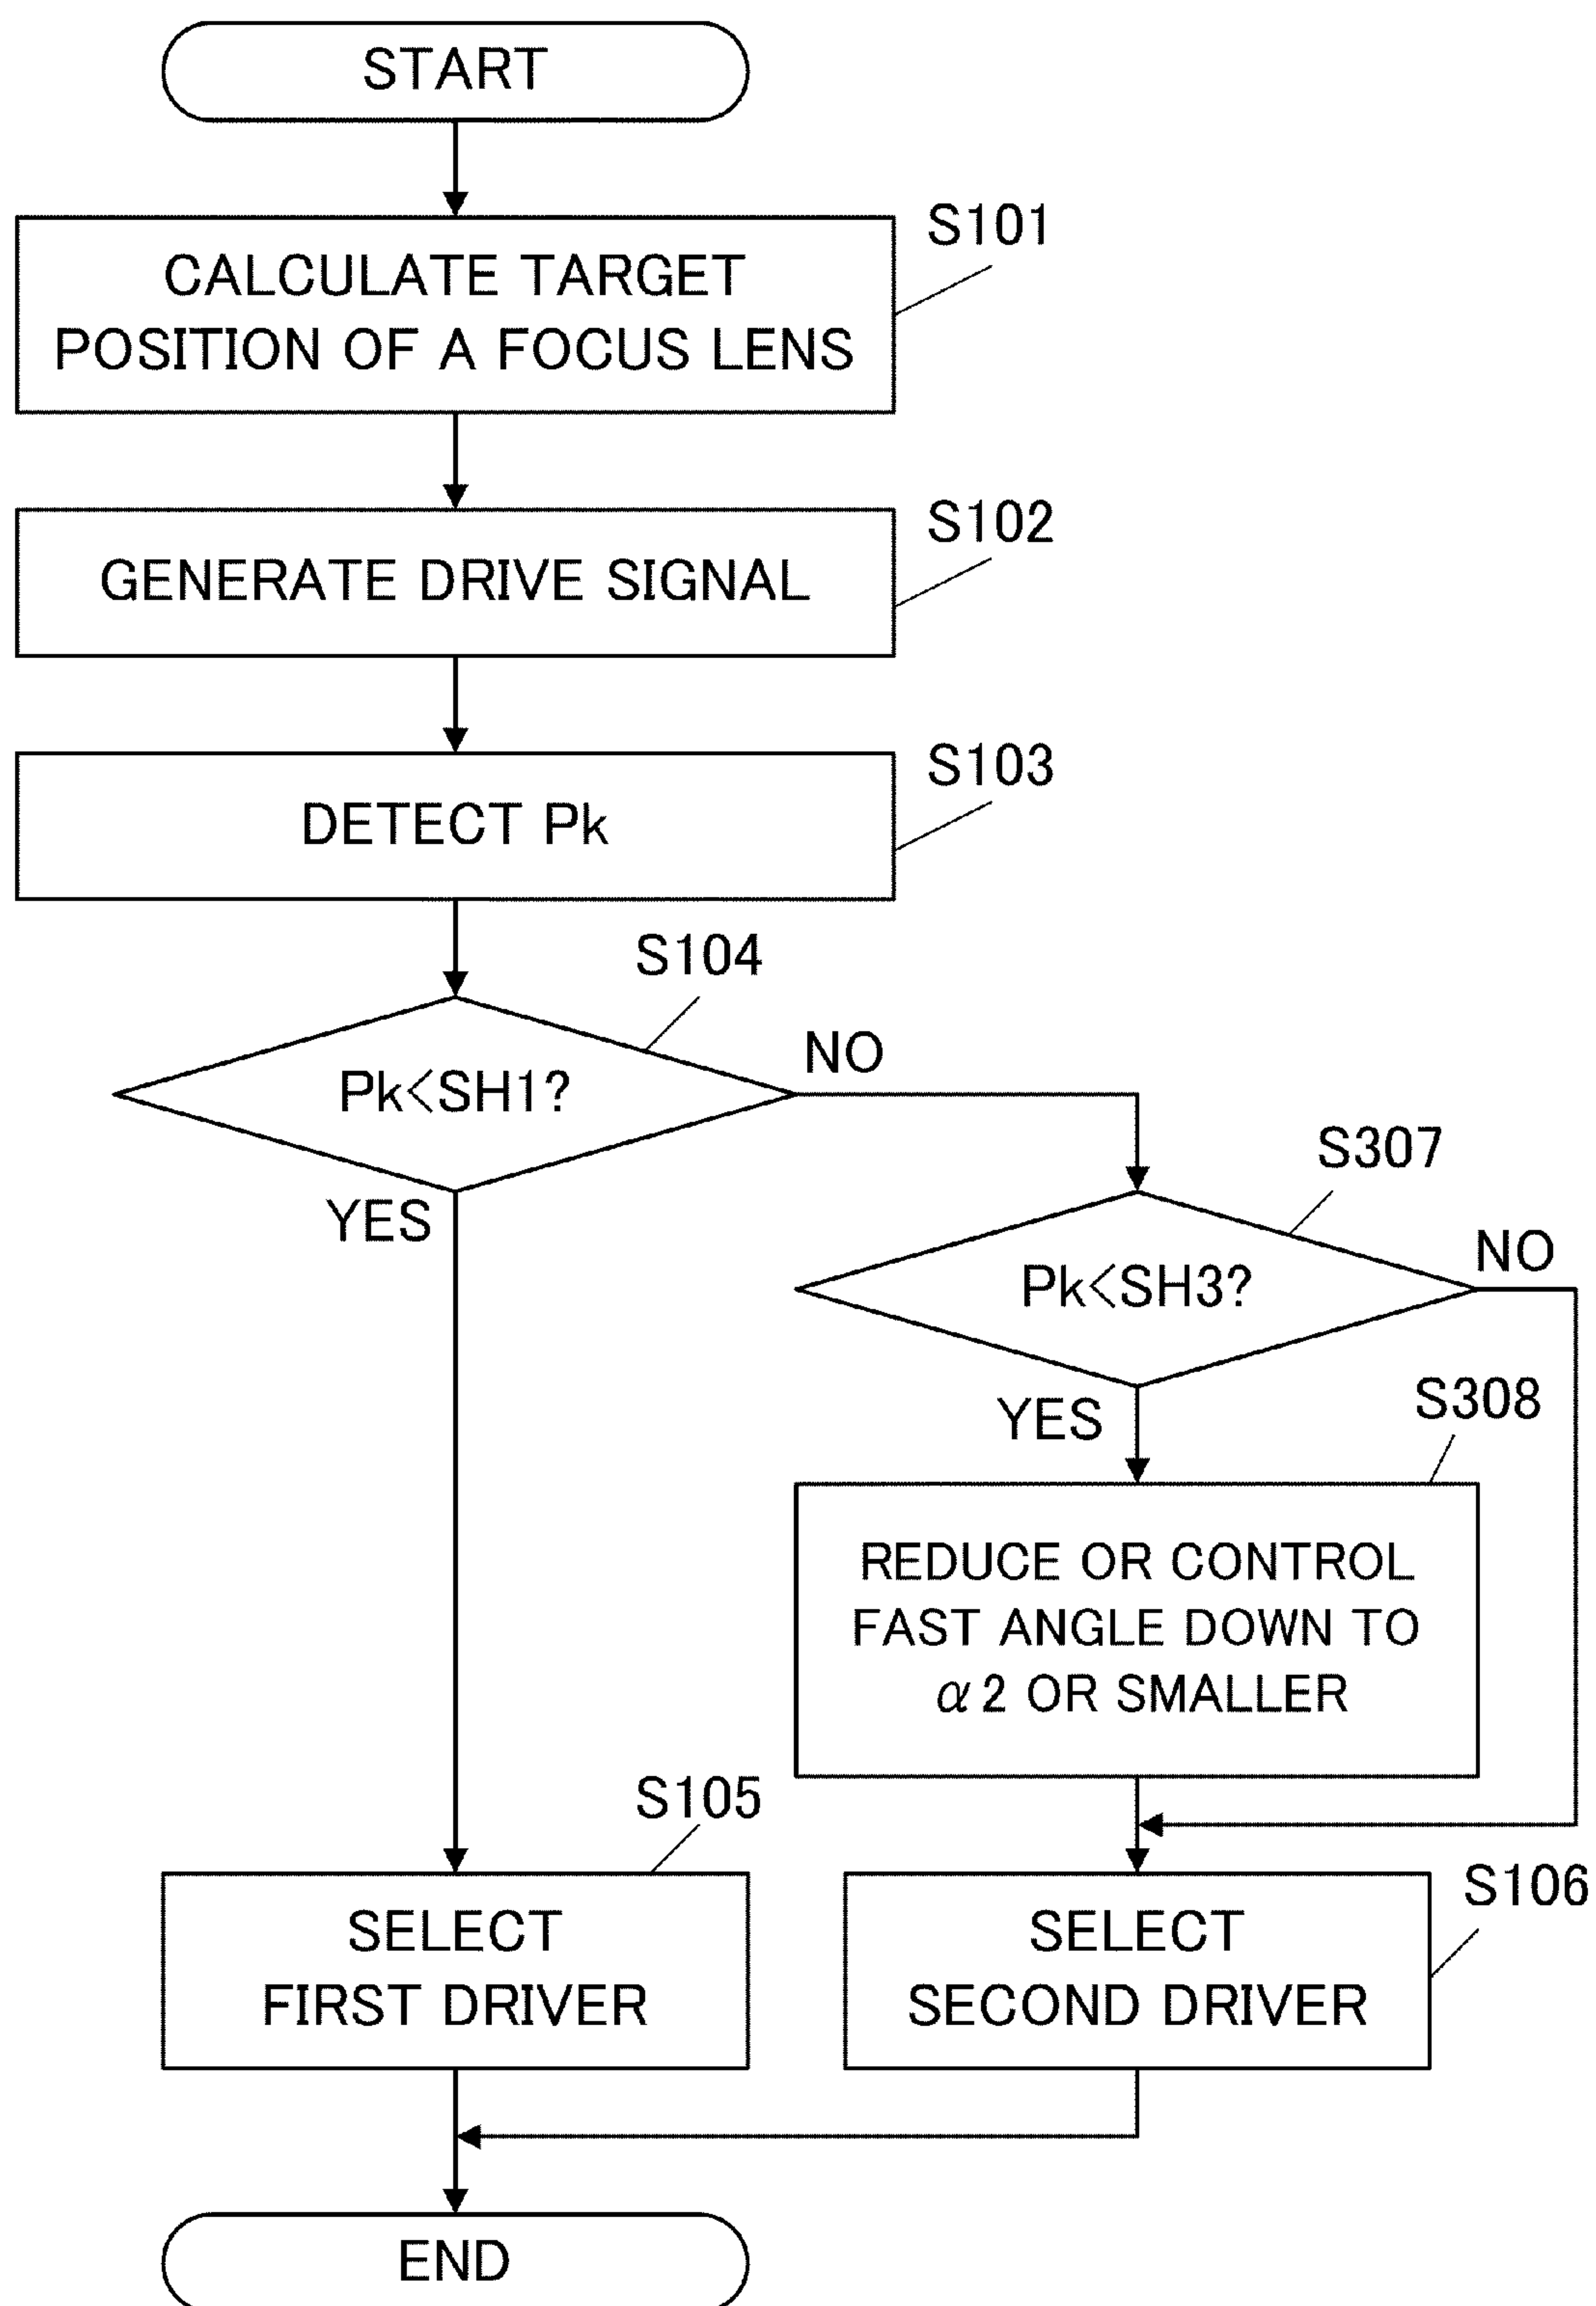 START
S101
CALCULATE TARGET
POSITION OF A FOCUS LENS
S102
GENERATE DRIVE SIGNAL
S103
DETECT Pk
S104
Pk<SH1?
NO
YES
S307
Pk<SH3?
NO
YES
S308
REDUCE OR CONTROL
FAST ANGLE DOWN TO
α2 OR SMALLER
S105
SELECT
FIRST DRIVER
S106
SELECT
SECOND DRIVER
END